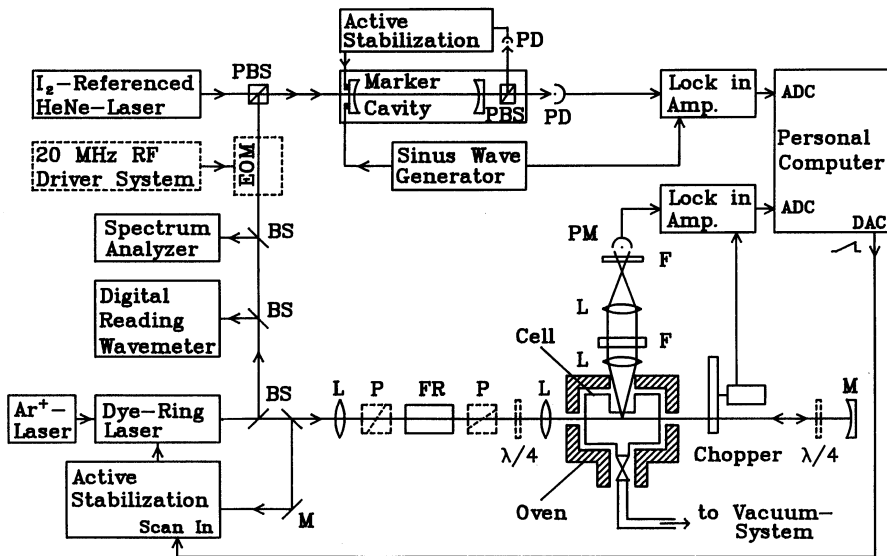 Active
Stabilization
PD
I₂-Referenced
HeNe-Laser
PBS
Marker
Cavity
PBS
PD
Lock in
Amp.
ADC
Personal
Computer
20 MHz RF
Driver System
EOM
Sinus Wave
Generator
Lock in
Amp.
ADC
DAC
Spectrum
Analyzer
BS
PM
F
Digital
Reading
Wavemeter
BS
L
Cell
F
L
Ar⁺-
Laser
Dye-Ring
Laser
BS
L
P
FR
P
L
M
λ/4
Chopper
λ/4
Active
Stabilization
Scan In
M
Oven
to Vacuum-
System